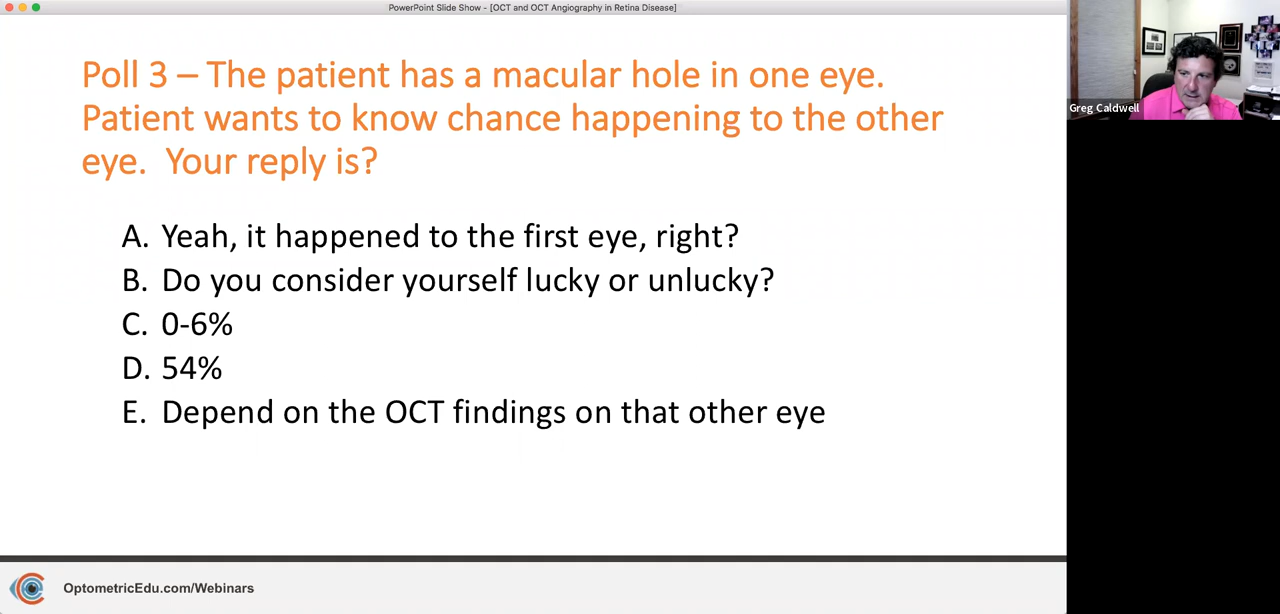 PowerPoint Slide Show - [OCT and OCT Angiography in Retina Disease]
Poll 3 – The patient has a macular hole in one eye.
Patient wants to know chance happening to the other
eye.  Your reply is?
A. Yeah, it happened to the first eye, right?
B. Do you consider yourself lucky or unlucky?
C. 0-6%
D. 54%
E. Depend on the OCT findings on that other eye
Greg Caldwell
OptometricEdu.com/Webinars